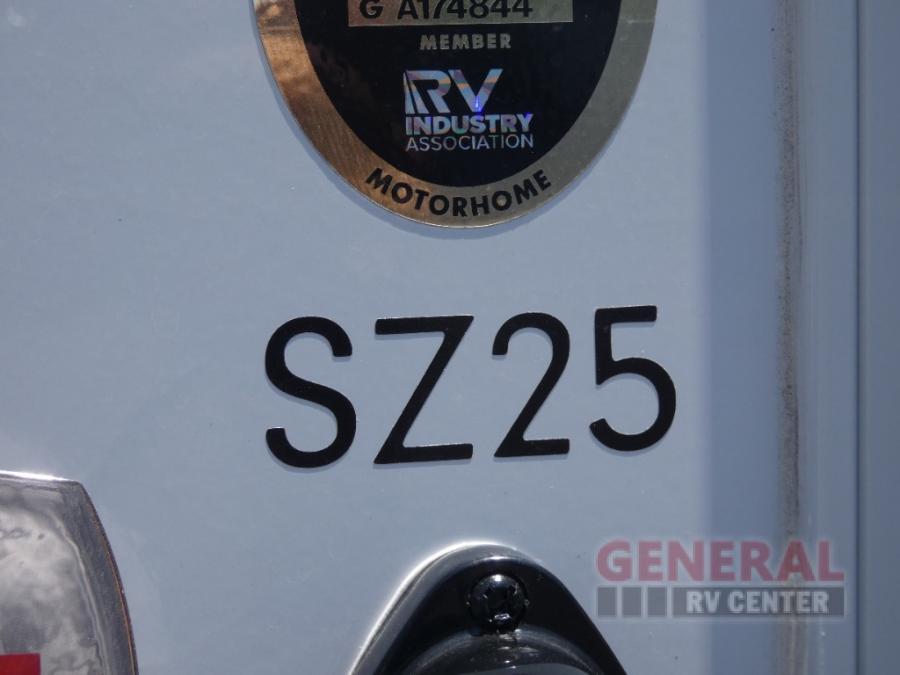 G A174844
MEMBER
RV
INDUSTRY
ASSOCIATION
MOTORHOME
SZ25
GENERAL
RV CENTER